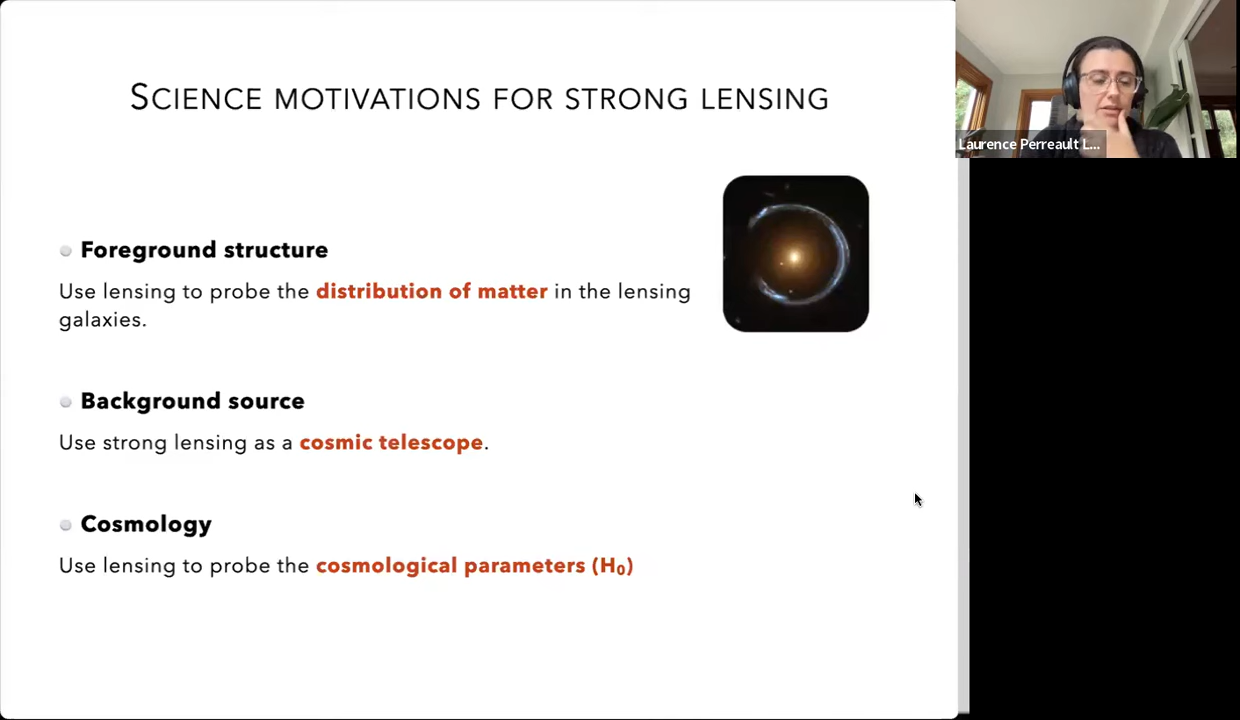 SCIENCE MOTIVATIONS FOR STRONG LENSING
Laurence Perreault L...
Foreground structure
Use lensing to probe the distribution of matter in the lensing
galaxies.
Background source
Use strong lensing as a cosmic telescope.
Cosmology
Use lensing to probe the cosmological parameters (H₀)